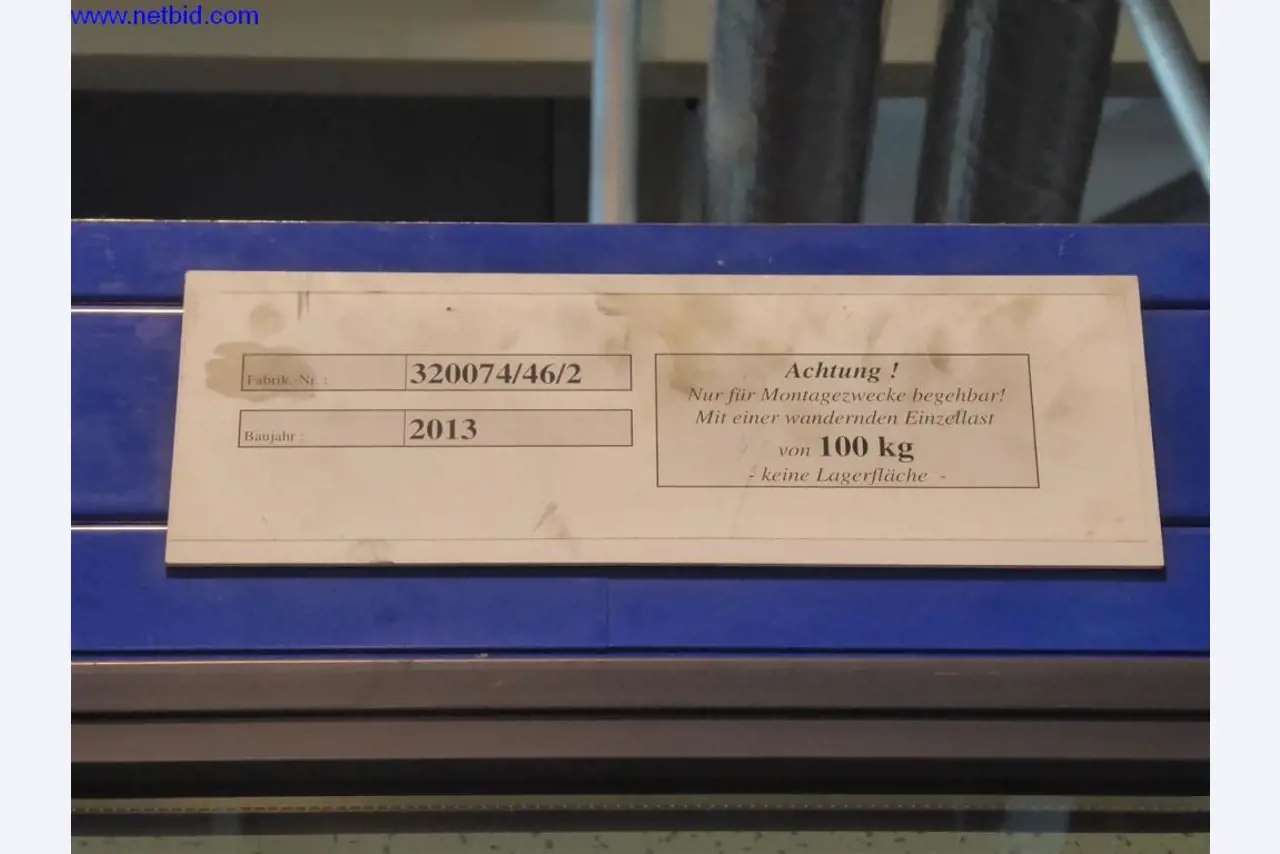 www.netbid.com
Fabrik.-Nr. : 320074/46/2
Baujahr : 2013
Achtung !
Nur für Montagezwecke begehbar!
Mit einer wandernden Einzellast
von 100 kg
- keine Lagerfläche -